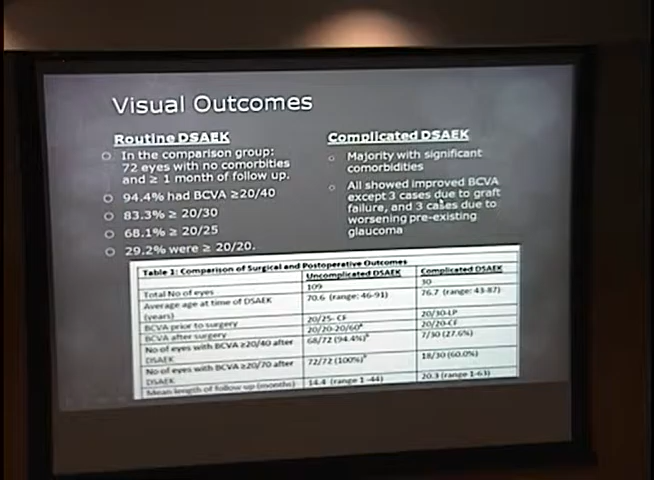 Visual Outcomes
Routine DSAEK
O In the comparison group:
72 eyes with no comorbities
and ≥ 1 month of follow up.
O 94.4% had BCVA ≥20/40
O 83.3% ≥ 20/30
O 68.1% ≥ 20/25
O 29.2% were ≥ 20/20.
Complicated DSAEK
O Majority with significant
comorbidities
O All showed improved BCVA
except 3 cases due to graft
failure, and 3 cases due to
worsening pre-existing
glaucoma
Table 1: Comparison of Surgical and Postoperative Outcomes
Uncomplicated DSAEK Complicated DSAEK
Total No of eyes 109 30
Average age at time of DSAEK (years) 70.6 (range: 46-91) 76.7 (range: 43-87)
BCVA prior to surgery 20/25- CF 20/30-LP
BCVA after surgery 20/20-20/60 20/20-CF
No of eyes with BCVA ≥20/40 after DSAEK 68/72 (94.4%) 7/30 (27.6%)
No of eyes with BCVA ≥20/70 after DSAEK 72/72 (100%) 18/30 (60.0%)
Mean length of follow up (months) 14.4 (range 1 -44) 20.3 (range 1-63)